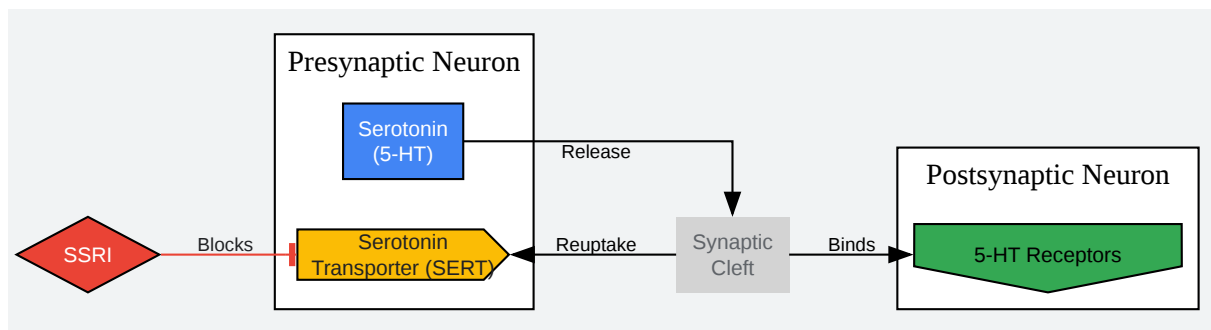 Presynaptic Neuron
Serotonin
(5-HT)
Release
Postsynaptic Neuron
SSRI
Blocks
Serotonin
Transporter (SERT)
Reuptake
Synaptic
Cleft
Binds
5-HT Receptors